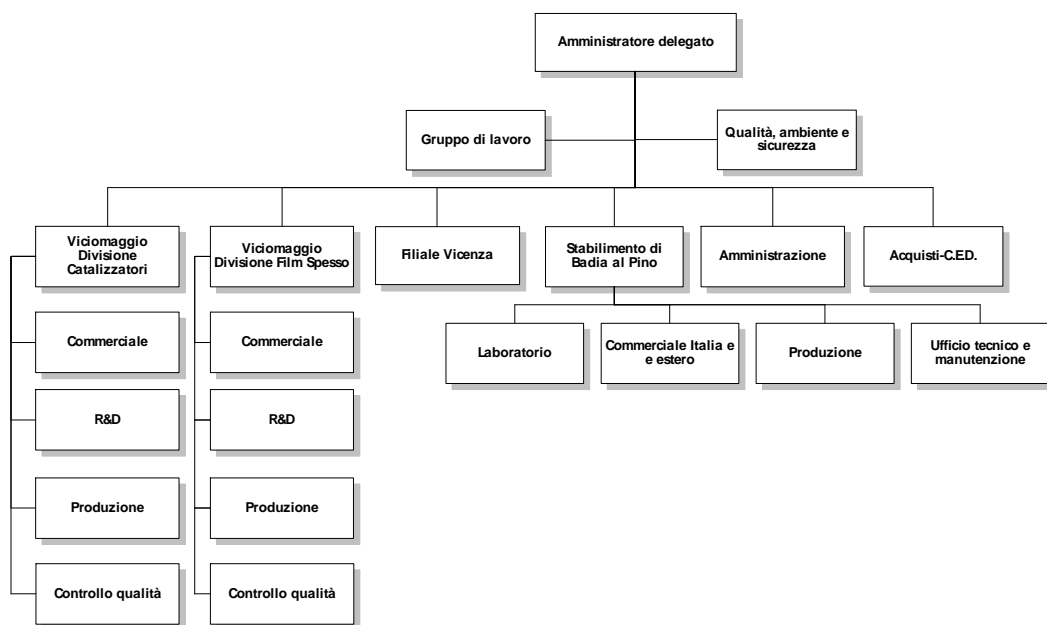 Amministratore delegato
Gruppo di lavoro
Qualità, ambiente e
sicurezza
Viciomaggio
Divisione
Catalizzatori
Viciomaggio
Divisione Film Spesso
Filiale Vicenza
Stabilimento di
Badia al Pino
Amministrazione
Acquisti-C.ED.
Laboratorio
Commerciale Italia e
e estero
Produzione
Ufficio tecnico e
manutenzione
Commerciale
Commerciale
R&D
R&D
Produzione
Produzione
Controllo qualità
Controllo qualità